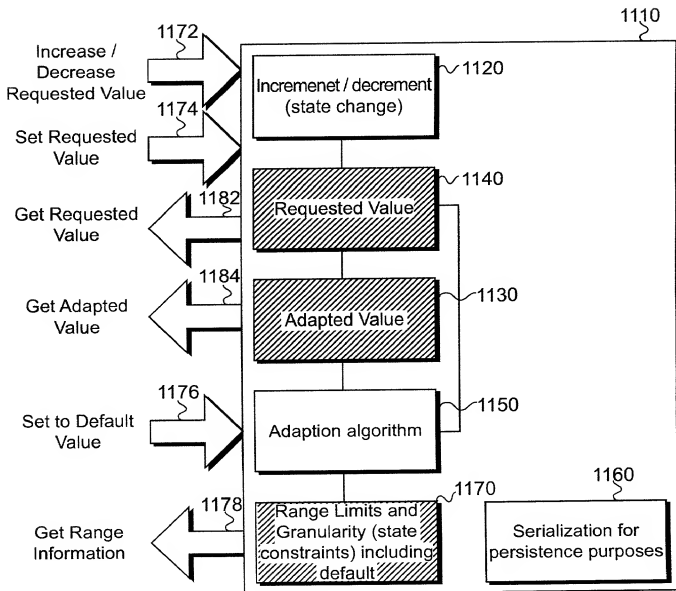 1110
1172
Increase /
Decrease
Requested Value
1120
Incremenet / decrement
(state change)
1174
Set Requested
Value
1140
Requested Value
1182
Get Requested
Value
1184
Get Adapted
Value
1130
Adapted Value
1176
Set to Default
Value
1150
Adaption algorithm
1178
Get Range
Information
1170
Range Limits and
Granularity (state
constraints) including
default
1160
Serialization for
persistence purposes